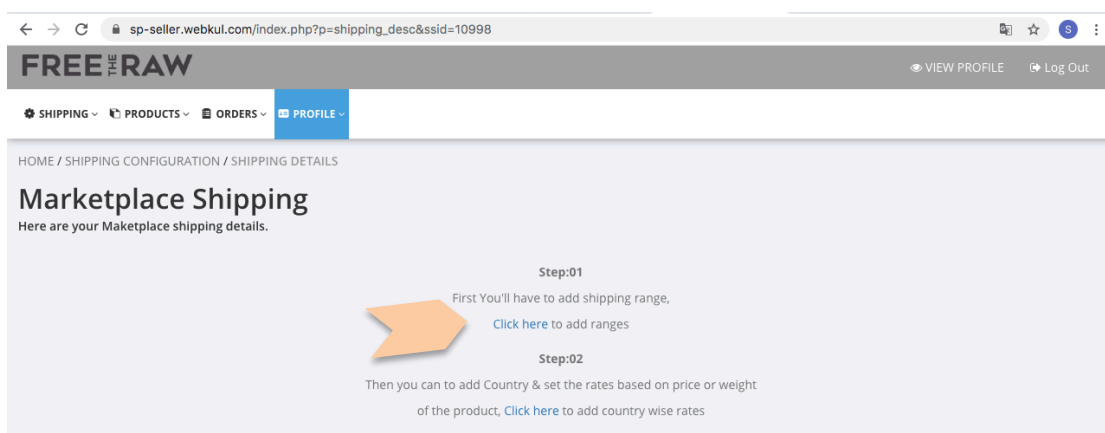 sp-seller.webkul.com/index.php?p=shipping_desc&ssid=10998
S
FREE THE RAW
VIEW PROFILE Log Out
SHIPPING PRODUCTS ORDERS PROFILE
HOME / SHIPPING CONFIGURATION / SHIPPING DETAILS
Marketplace Shipping
Here are your Maketplace shipping details.
Step:01
First You'll have to add shipping range,
Click here to add ranges
Step:02
Then you can to add Country & set the rates based on price or weight
of the product, Click here to add country wise rates